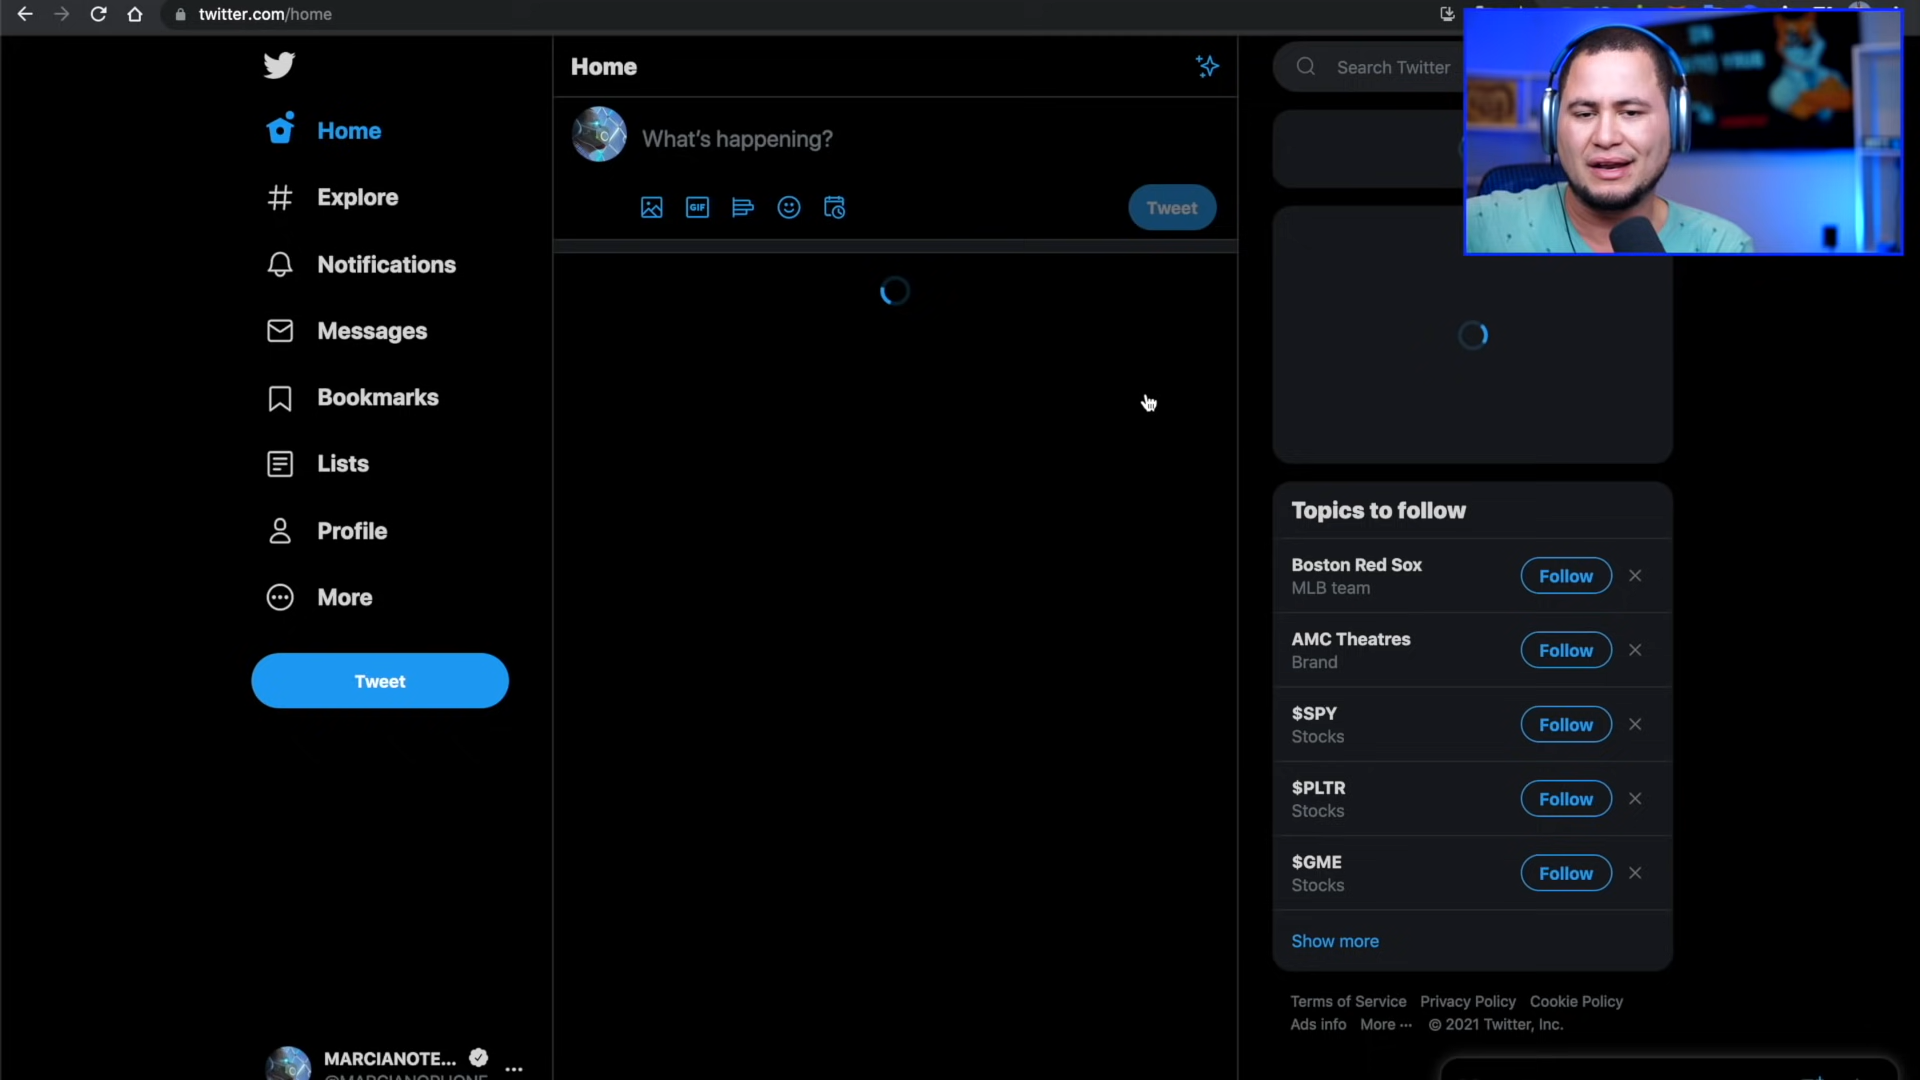 twitter.com/home
Home
Explore
Notifications
Messages
Bookmarks
Lists
Profile
More
Tweet
MARCIANOTE...
Home
What's happening?
GIF
Tweet
Search Twitter
Topics to follow
Boston Red Sox
MLB team
Follow
AMC Theatres
Brand
Follow
$SPY
Stocks
Follow
$PLTR
Stocks
Follow
$GME
Stocks
Follow
Show more
Terms of Service Privacy Policy Cookie Policy
Ads info More ··· © 2021 Twitter, Inc.